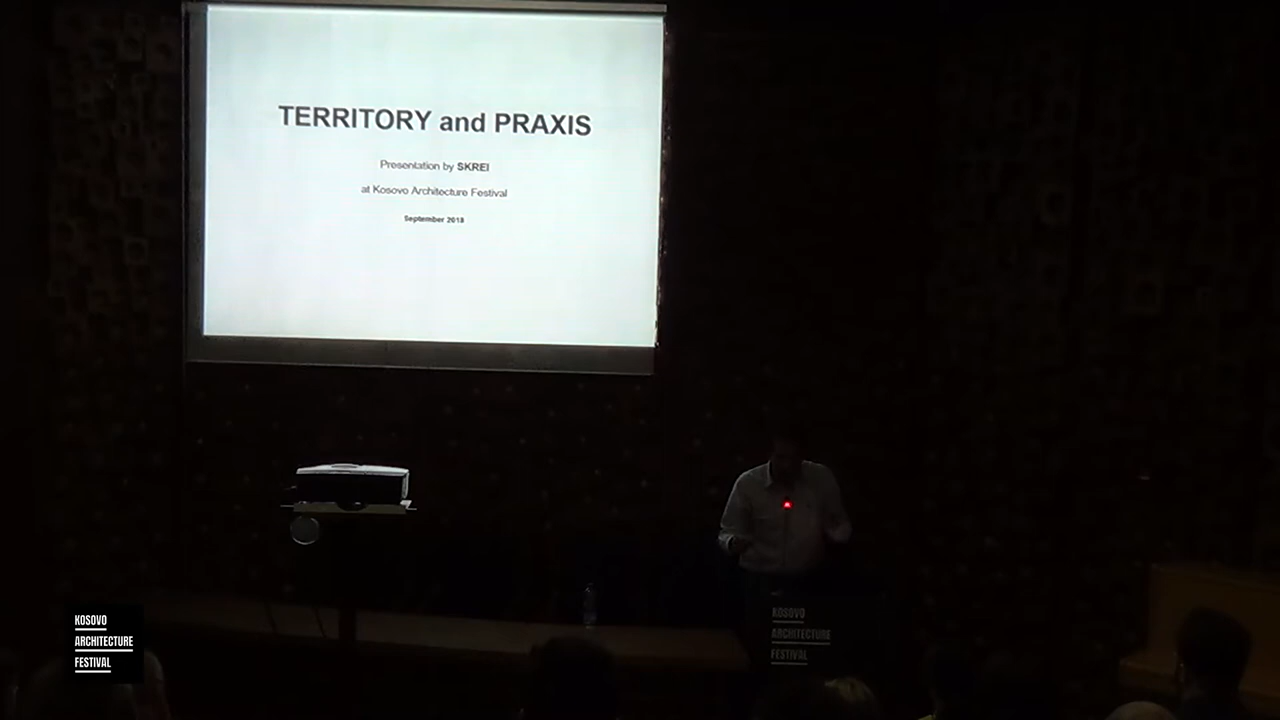 TERRITORY and PRAXIS
Presentation by SKREI
at Kosovo Architecture Festival
September 2018
KOSOVO
ARCHITECTURE
FESTIVAL
KOSOVO
ARCHITECTURE
FESTIVAL